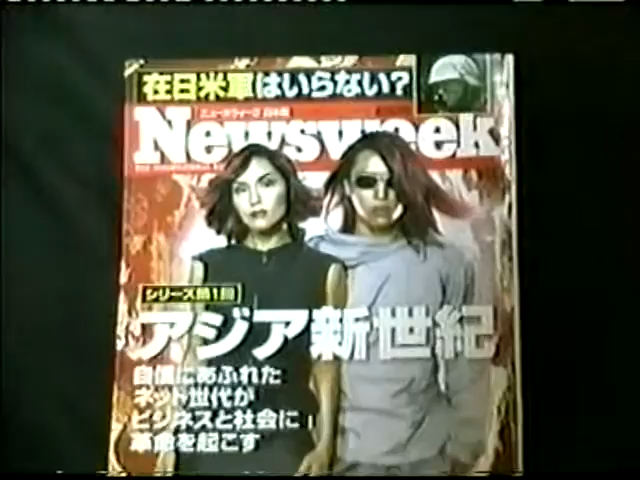 在日米軍はいらない?
ニューズウィーク 日本版
Newsweek
シリーズ第1回
アジア新世紀
自信にあふれた
ネット世代が
ビジネスと社会に
革命を起こす